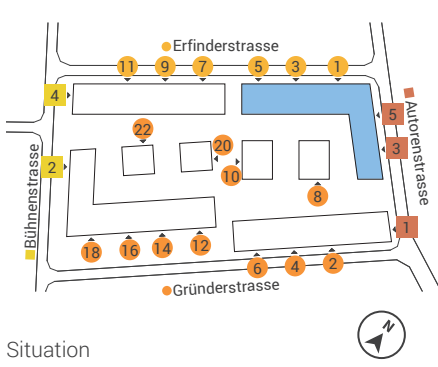 Erfinderstrasse
11 9 7 5 3 1
4
5
Autorenstrasse
22
20
3
2
10
8
Bühnenstrasse
1
18 16 14 12
6 4 2
Gründerstrasse
N
Situation